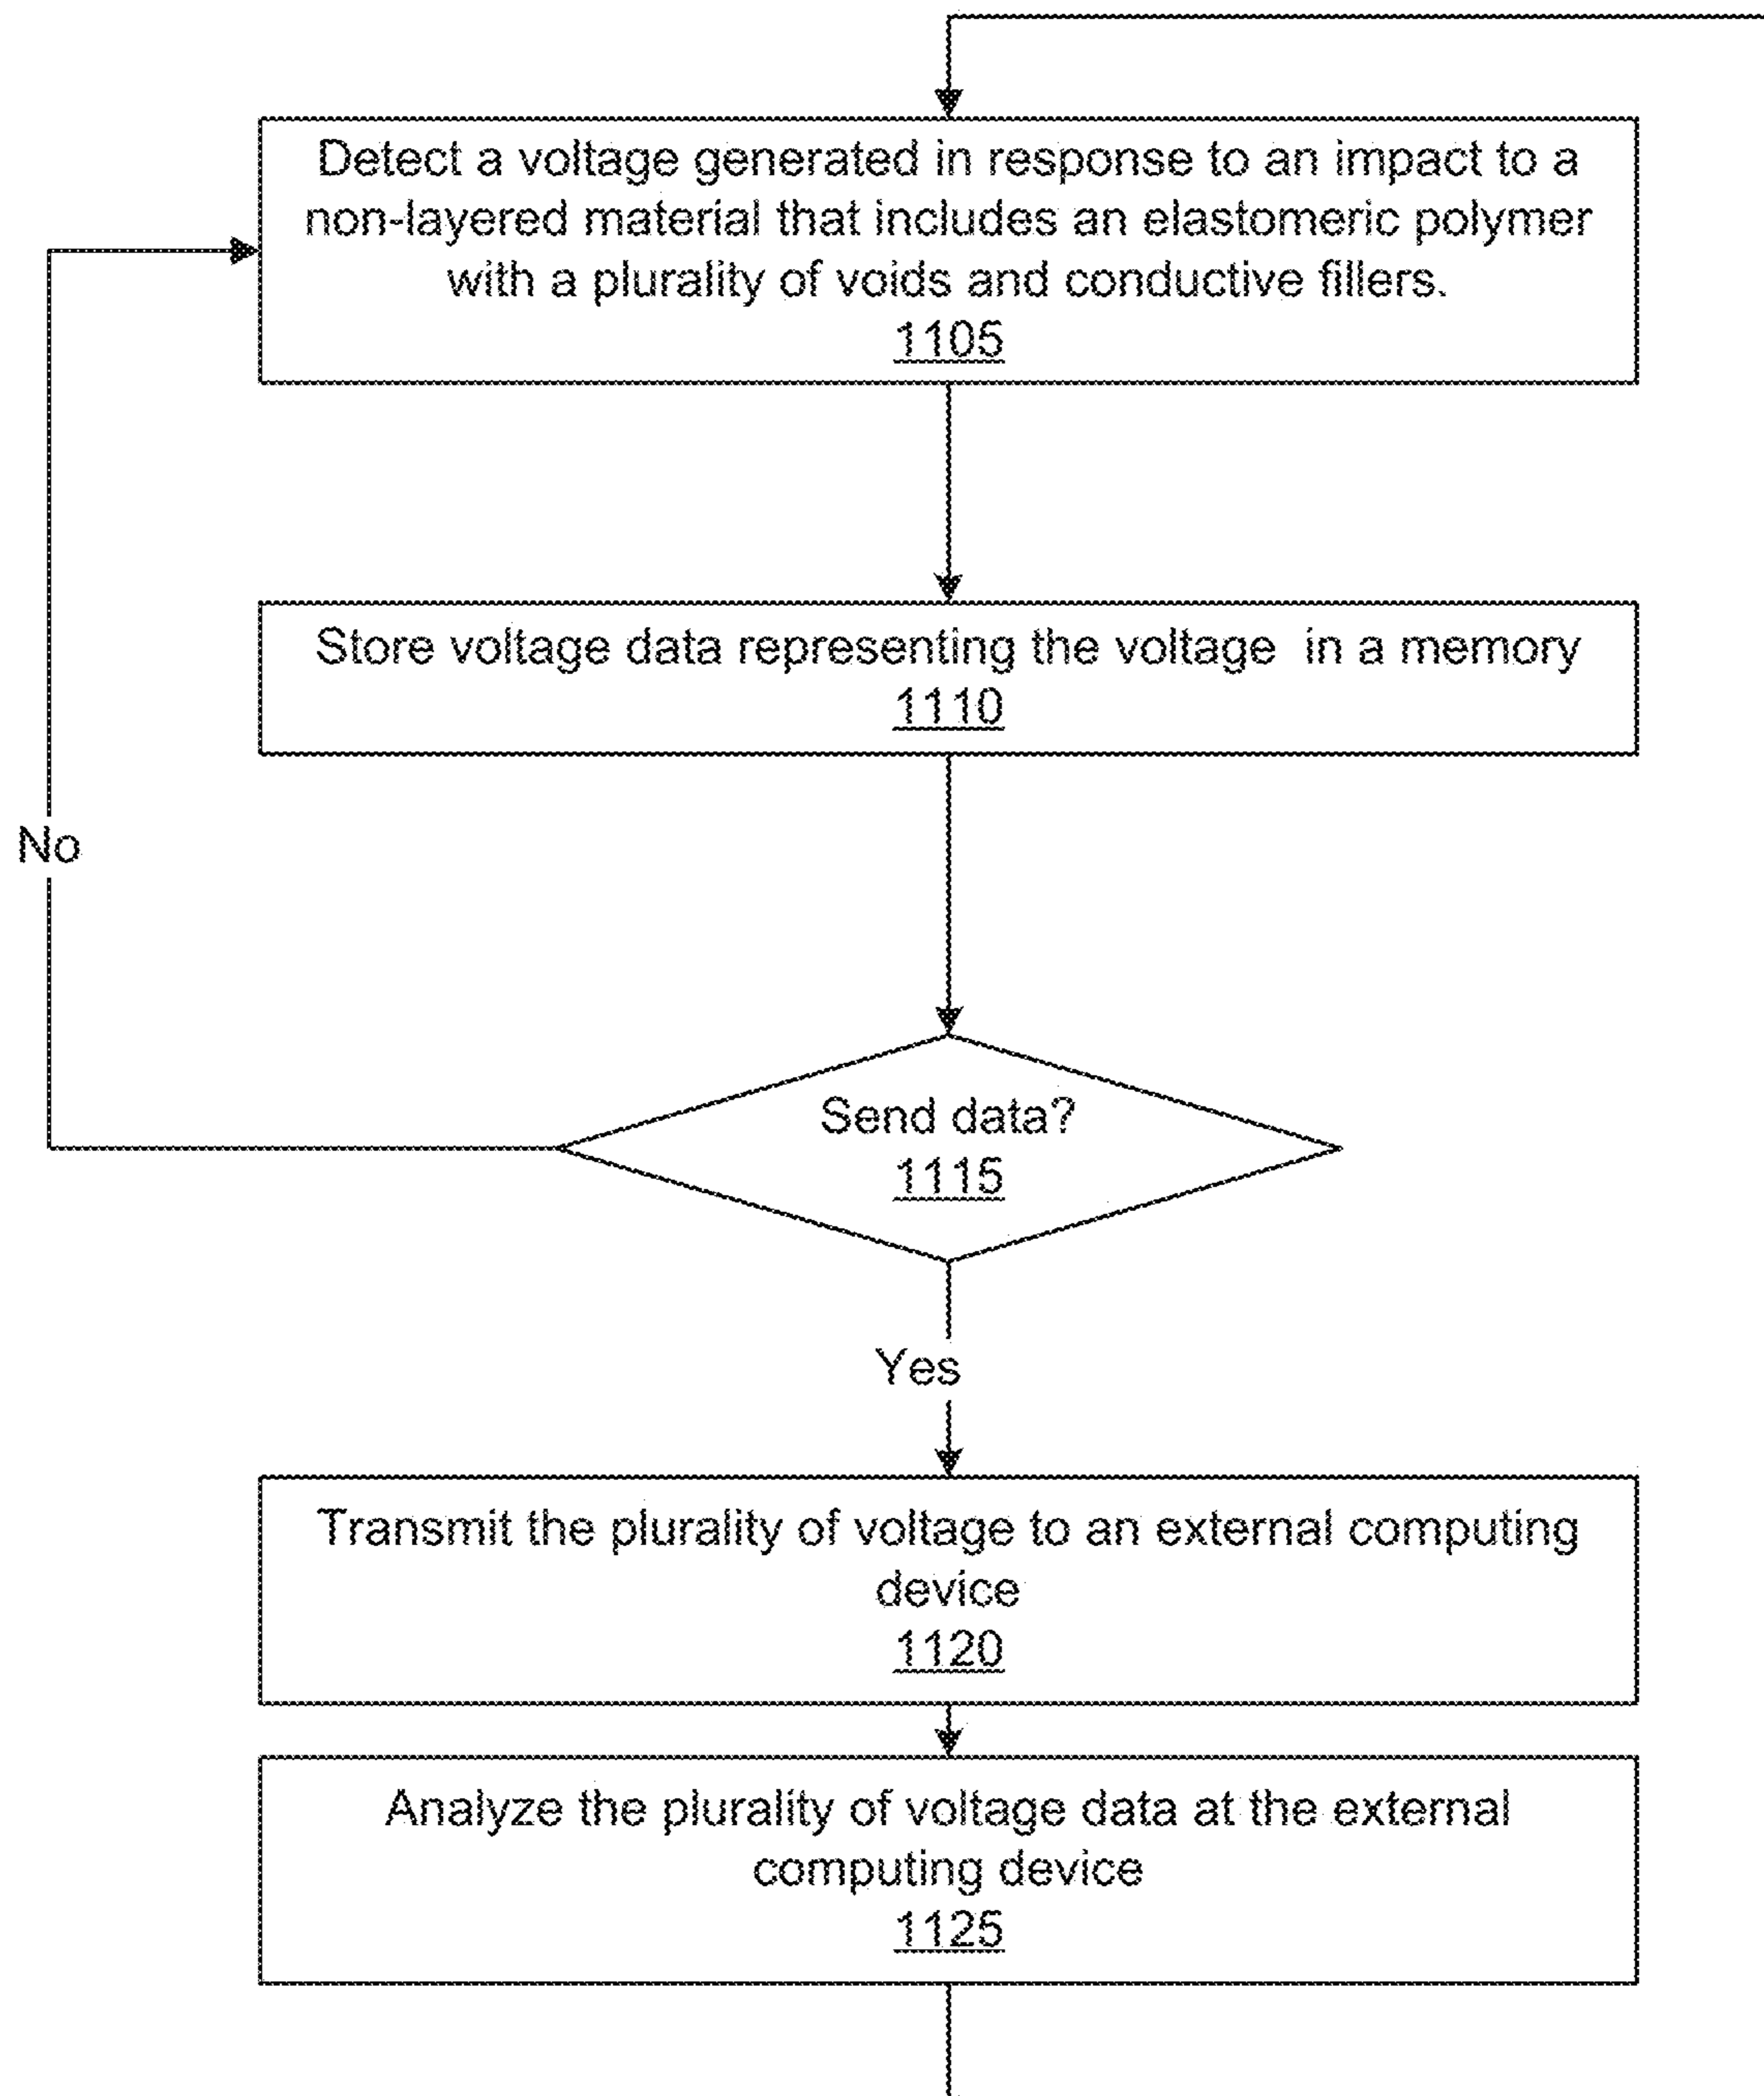 Detect a voltage generated in response to an impact to a
non-layered material that includes an elastomeric polymer
with a plurality of voids and conductive fillers.
1105
Store voltage data representing the voltage in a memory
1110
No
Send data?
1115
Yes
Transmit the plurality of voltage to an external computing
device
1120
Analyze the plurality of voltage data at the external
computing device
1125